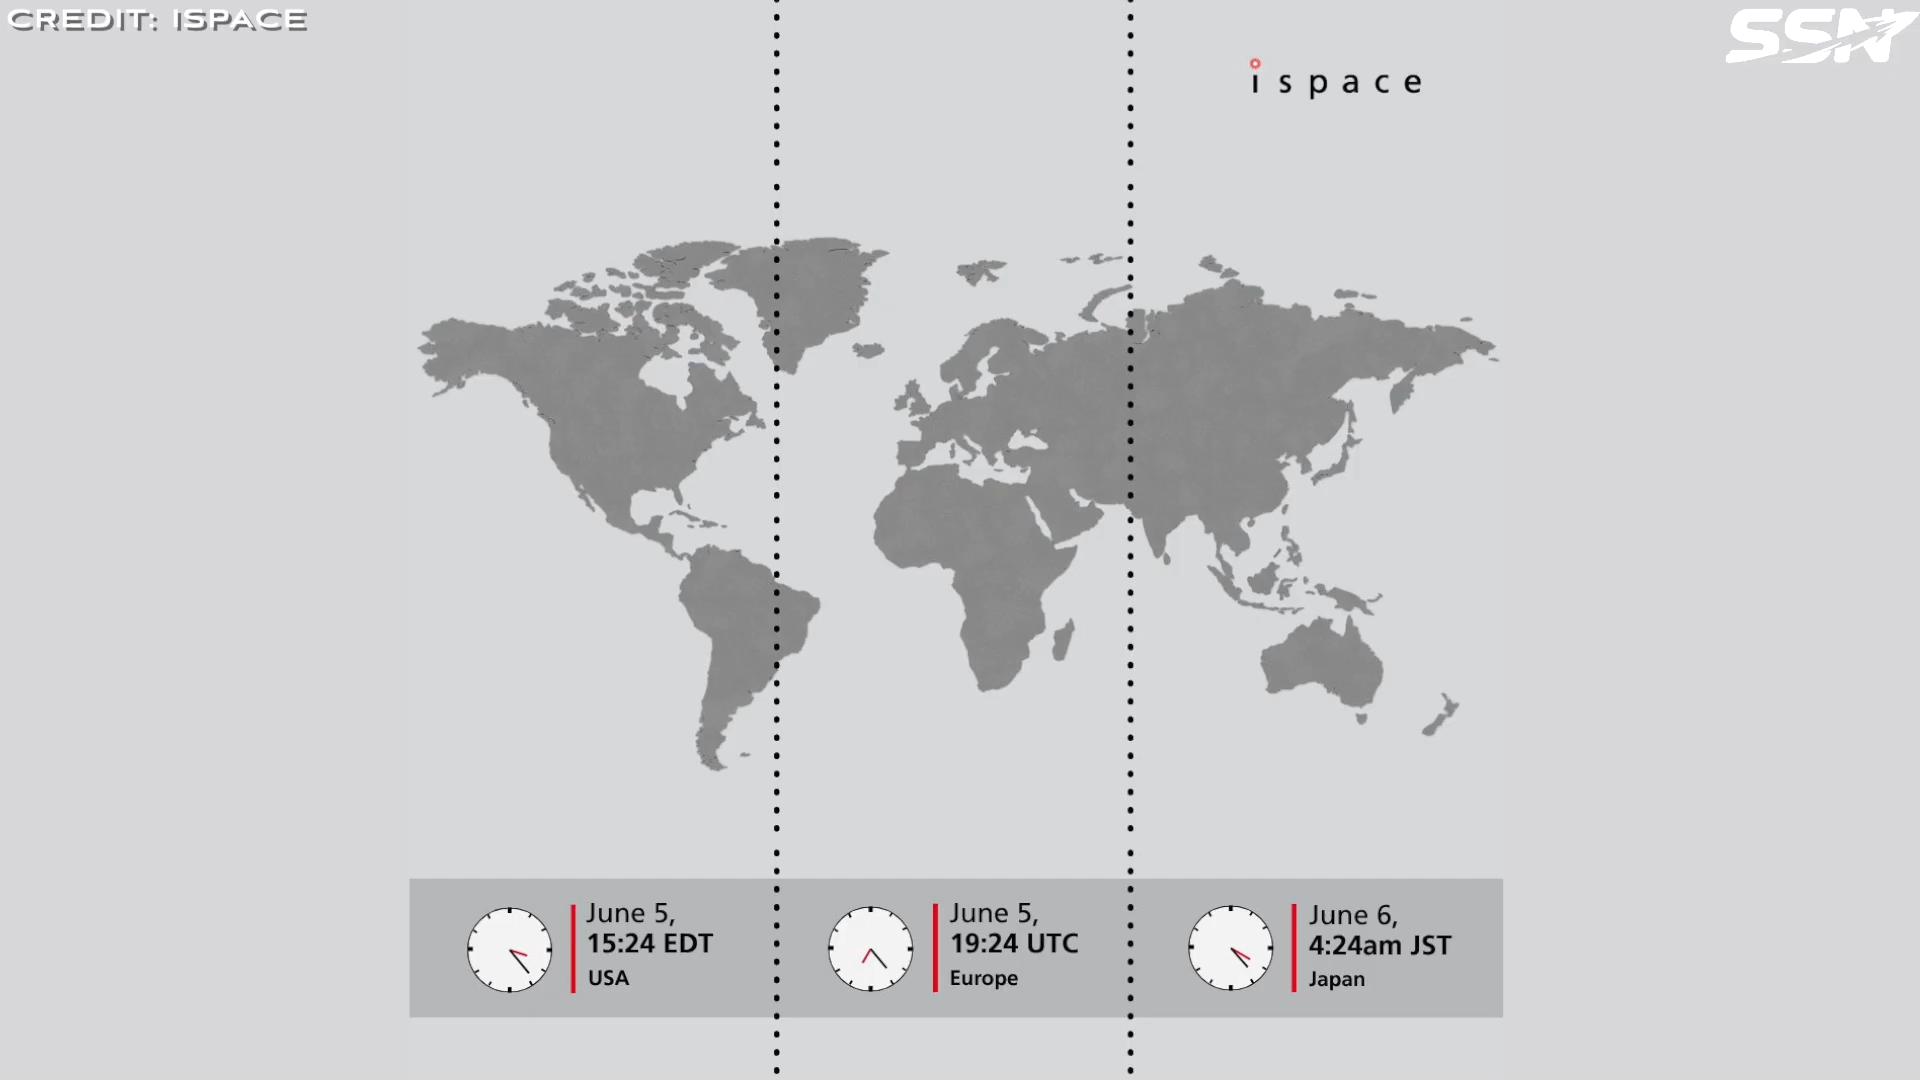 CREDIT: ISPACE
SSN
ispace
June 5,
15:24 EDT
USA
June 5,
19:24 UTC
Europe
June 6,
4:24am JST
Japan